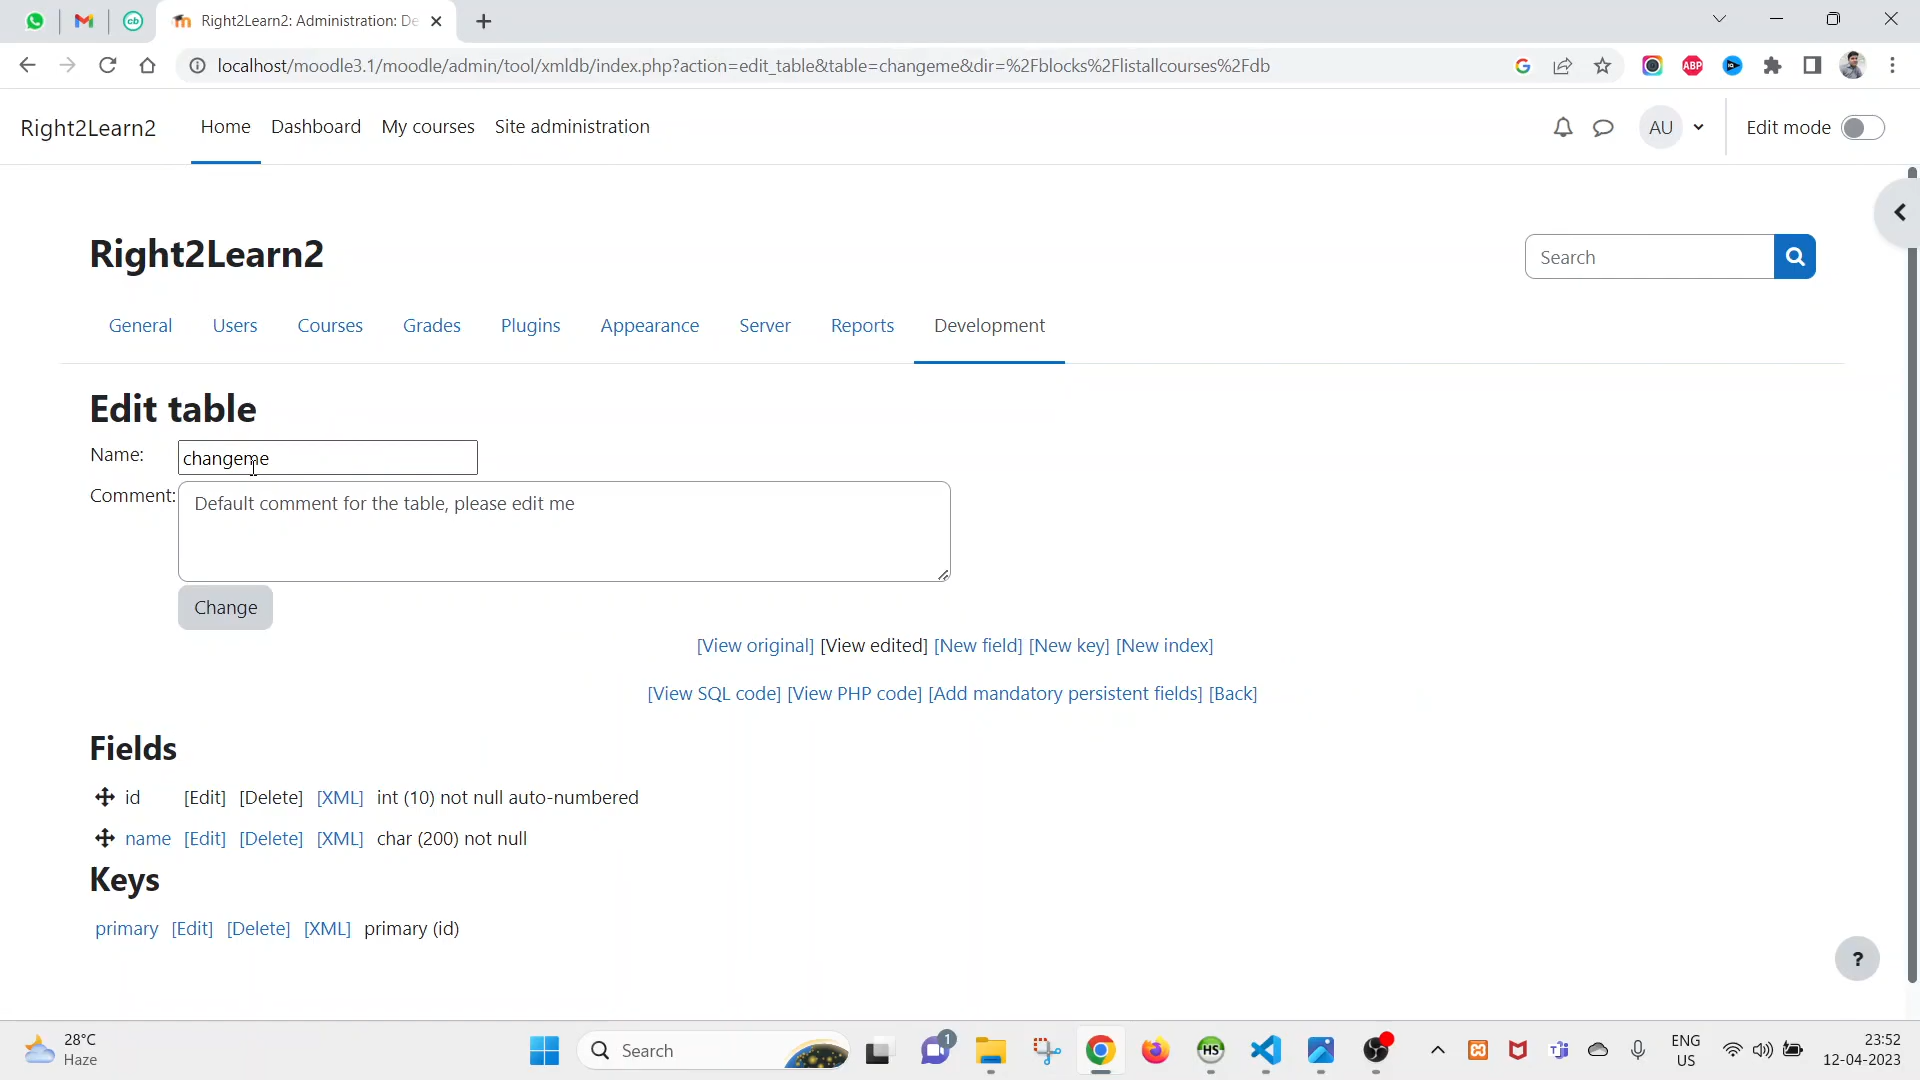 Right2Learn2: Administration: De
localhost/moodle3.1/moodle/admin/tool/xmldb/index.php?action=edit_table&table=changeme&dir=%2Fblocks%2Flistallcourses%2Fdb
ABP
Right2Learn2 Home Dashboard My courses Site administration AU Edit mode
Right2Learn2
Search
General Users Courses Grades Plugins Appearance Server Reports Development
Edit table
Name: changeme
Comment: Default comment for the table, please edit me
Change
[View original] [View edited] [New field] [New key] [New index]
[View SQL code] [View PHP code] [Add mandatory persistent fields] [Back]
Fields
id [Edit] [Delete] [XML] int (10) not null auto-numbered
name [Edit] [Delete] [XML] char (200) not null
Keys
primary [Edit] [Delete] [XML] primary (id)
?
28°C
Haze
Search
1
HS
ENG
US
23:52
12-04-2023